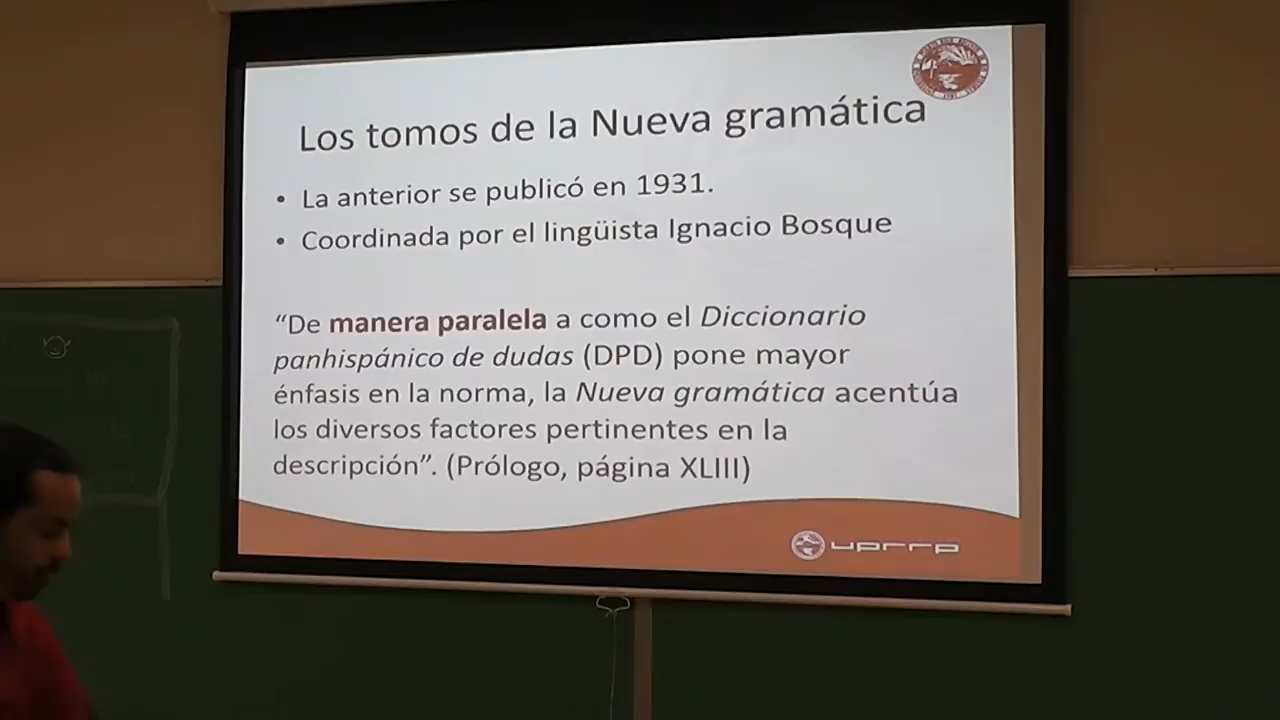 Los tomos de la Nueva gramática
• La anterior se publicó en 1931.
• Coordinada por el lingüista Ignacio Bosque
“De manera paralela a como el Diccionario
panhispánico de dudas (DPD) pone mayor
énfasis en la norma, la Nueva gramática acentúa
los diversos factores pertinentes en la
descripción”. (Prólogo, página XLIII)
uprrp